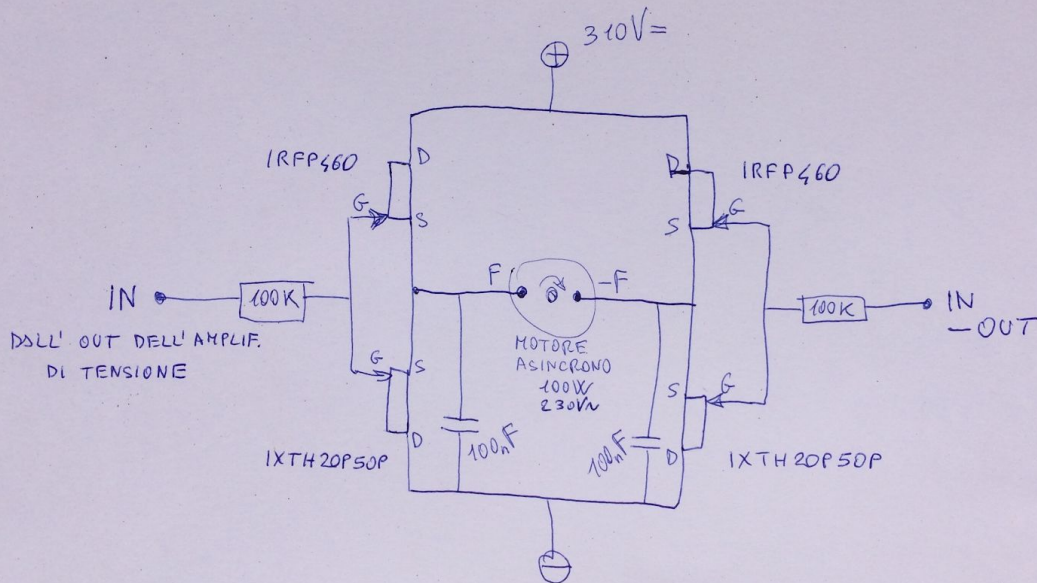 310V=
IRFP460
D
G
S
D
IRFP460
G
S
IN
100K
F
-F
100K
IN
- OUT
DALL' OUT DELL'AMPLIF.
DI TENSIONE
MOTORE
ASINCRONO
100W
230V~
G
S
D
100nF
IXTH20P50P
S
G
D
100nF
IXTH20P50P